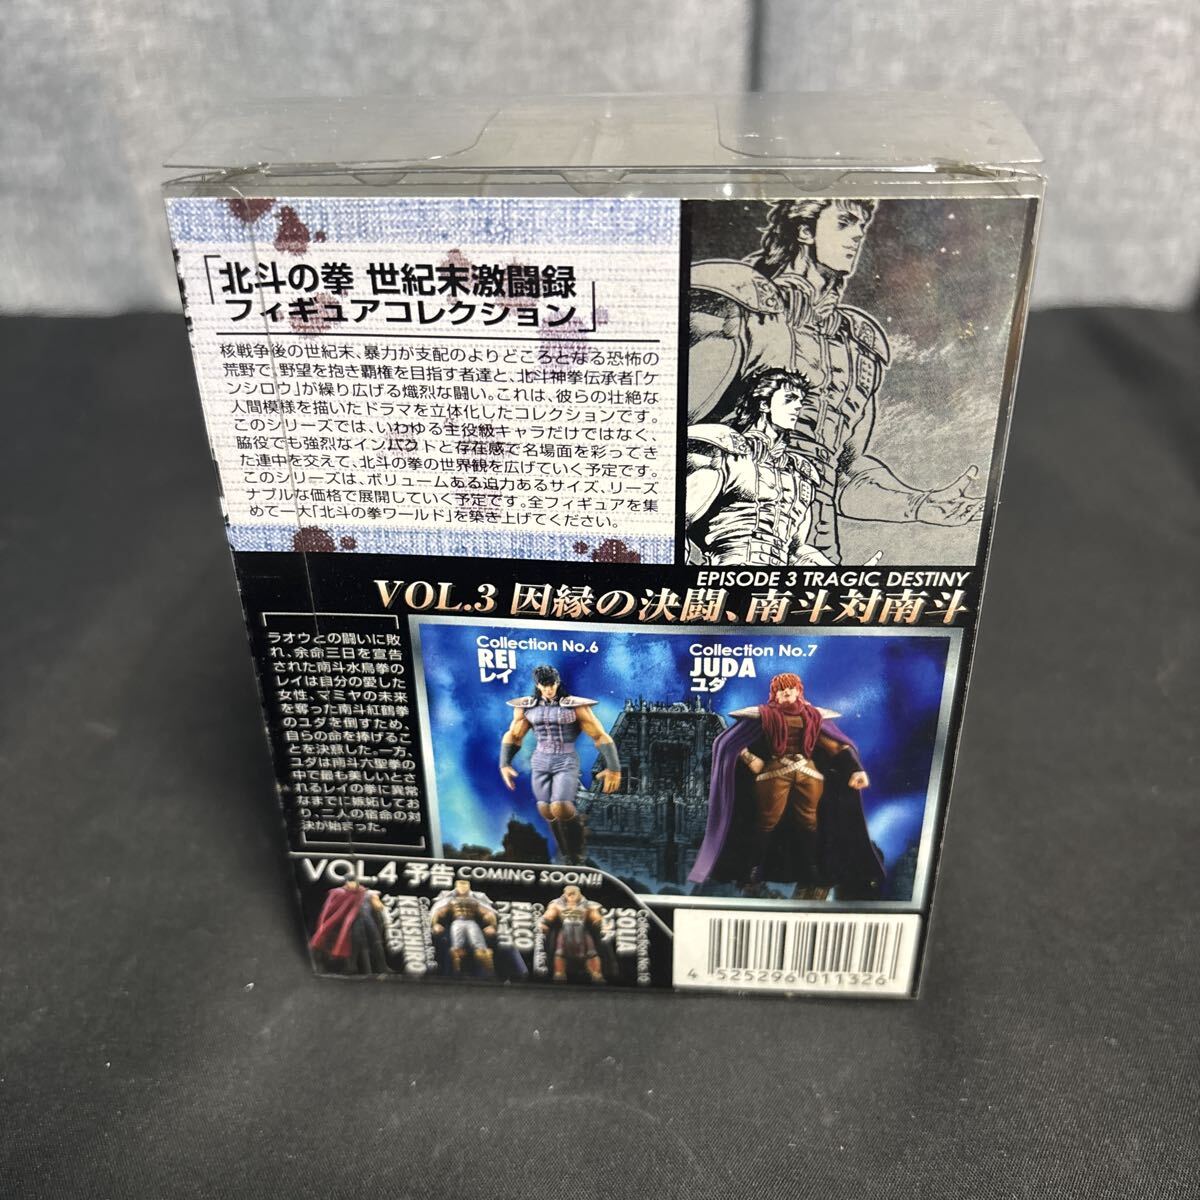 「北斗の拳 世紀末激闘録
フィギュアコレクション」
核戦争後の世紀末、暴力が支配のよりどころとなる恐怖の
荒野で、野望を抱き覇権を目指す者達と、北斗神拳伝承者「ケ
ンシロウ」が繰り広げる熾烈な闘い。これは、彼らの壮絶な
人間模様を描いたドラマを立体化したコレクションです。
このシリーズでは、いわゆる主役級キャラだけではなく、
脇役でも強烈なインパクトと存在感で名場面を彩ってき
た連中を交えて、北斗の拳の世界観を広げていく予定です。
このシリーズは、ボリュームある迫力あるサイズ、リーズ
ナブルな価格で展開していく予定です。全フィギュアを集
めて一大「北斗の拳ワールド」を築き上げてください。
EPISODE 3 TRAGIC DESTINY
VOL.3 因縁の決闘、南斗対南斗
ラオウとの闘いに敗
れ、余命三日を宣告
された南斗水鳥拳の
レイは自分の愛した
女性、マミヤの未来
を奪った南斗紅鶴拳
のユダを倒すため、
自らの命を捧げるこ
とを決意した。一方、
ユダは南斗六聖拳の
中で最も美しいとさ
れるレイの拳に異常
なまでに嫉妬してお
り、二人の宿命の対
決が始まった。
Collection No.6
REI
レイ
Collection No.7
JUDA
ユダ
VOL.4 予告 COMING SOON!!
Collection No.8
KENSHIRO
ケンシロウ
Collection No.9
FALCO
ファルコ
Collection No.10
SOIA
4 525296 011326